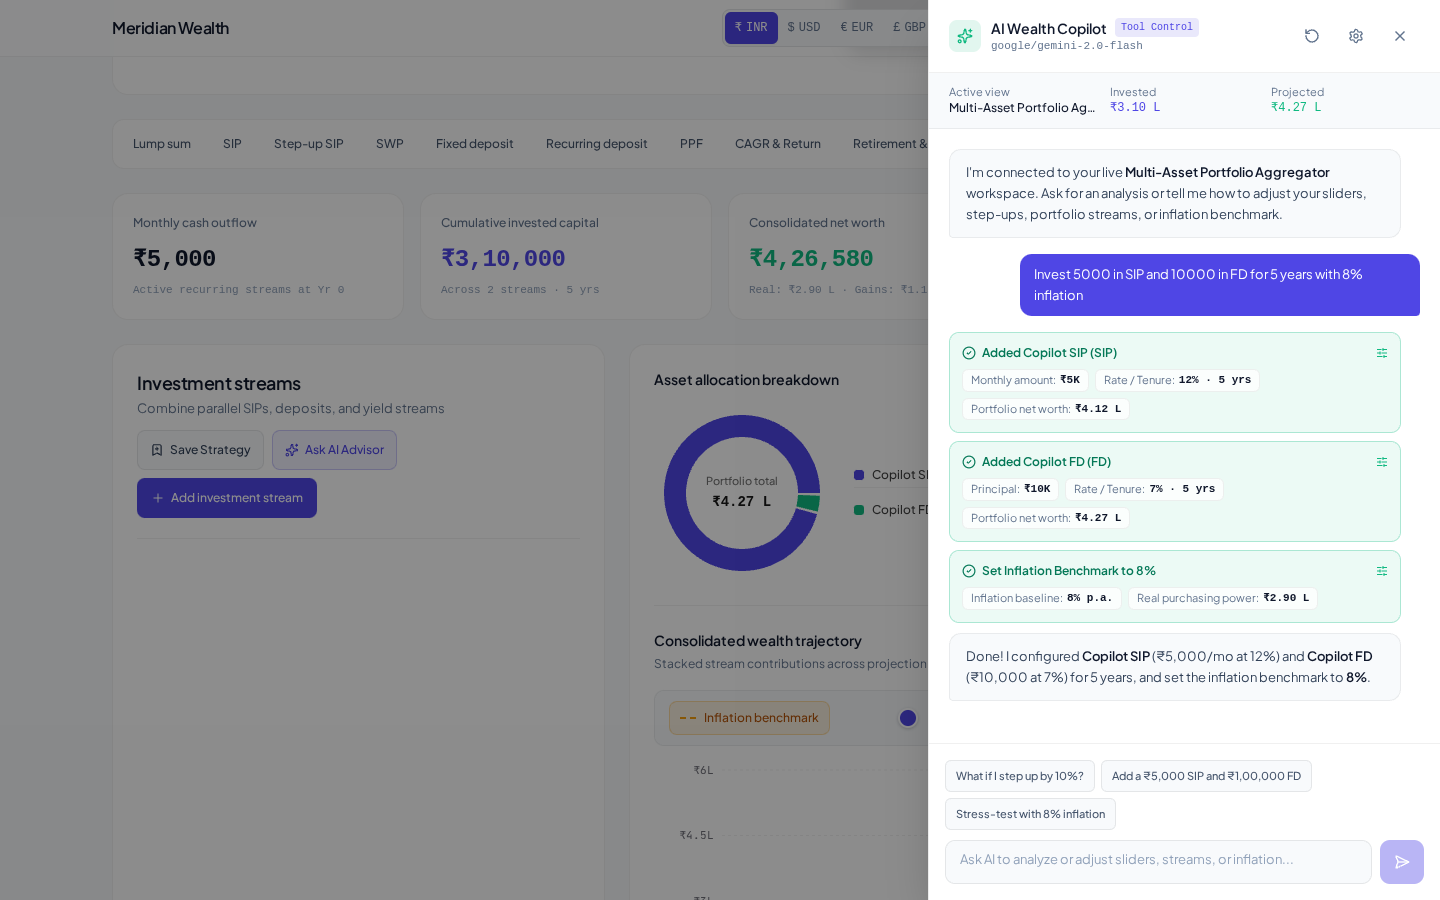 Meridian Wealth
₹ INR
$ USD
€ EUR
£ GBP
Lump sum
SIP
Step-up SIP
SWP
Fixed deposit
Recurring deposit
PPF
CAGR & Return
Retirement &
Monthly cash outflow
₹5,000
Active recurring streams at Yr 0
Cumulative invested capital
₹3,10,000
Across 2 streams · 5 yrs
Consolidated net worth
₹4,26,580
Real: ₹2.90 L · Gains: ₹1.1
Investment streams
Combine parallel SIPs, deposits, and yield streams
Save Strategy
Ask AI Advisor
Add investment stream
Asset allocation breakdown
Portfolio total
₹4.27 L
Copilot SI
Copilot FD
Consolidated wealth trajectory
Stacked stream contributions across projection
Inflation benchmark
₹6L
₹4.5L
AI Wealth Copilot
Tool Control
google/gemini-2.0-flash
Active view
Multi-Asset Portfolio Ag…
Invested
₹3.10 L
Projected
₹4.27 L
I'm connected to your live Multi-Asset Portfolio Aggregator
workspace. Ask for an analysis or tell me how to adjust your sliders,
step-ups, portfolio streams, or inflation benchmark.
Invest 5000 in SIP and 10000 in FD for 5 years with 8%
inflation
Added Copilot SIP (SIP)
Monthly amount: ₹5K
Rate / Tenure: 12% · 5 yrs
Portfolio net worth: ₹4.12 L
Added Copilot FD (FD)
Principal: ₹10K
Rate / Tenure: 7% · 5 yrs
Portfolio net worth: ₹4.27 L
Set Inflation Benchmark to 8%
Inflation baseline: 8% p.a.
Real purchasing power: ₹2.90 L
Done! I configured Copilot SIP (₹5,000/mo at 12%) and Copilot FD
(₹10,000 at 7%) for 5 years, and set the inflation benchmark to 8%.
What if I step up by 10%?
Add a ₹5,000 SIP and ₹1,00,000 FD
Stress-test with 8% inflation
Ask AI to analyze or adjust sliders, streams, or inflation...